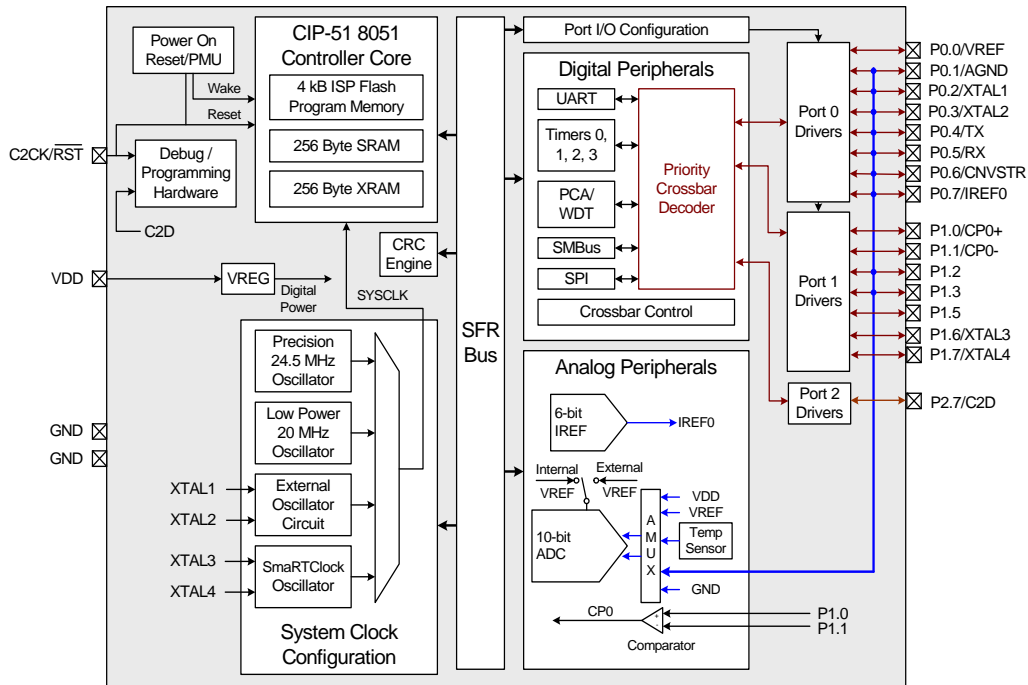 Power On
Reset/PMU
Wake
Reset
C2CK/RST
Debug /
Programming
Hardware
C2D
VDD
VREG
Digital
Power
SYSCLK
GND
GND
XTAL1
XTAL2
XTAL3
XTAL4
CIP-51 8051
Controller Core
4 kB ISP Flash
Program Memory
256 Byte SRAM
256 Byte XRAM
CRC
Engine
Precision
24.5 MHz
Oscillator
Low Power
20 MHz
Oscillator
External
Oscillator
Circuit
SmaRTClock
Oscillator
System Clock
Configuration
SFR
Bus
Port I/O Configuration
Digital Peripherals
UART
Timers 0,
1, 2, 3
PCA/
WDT
SMBus
SPI
Priority
Crossbar
Decoder
Crossbar Control
Analog Peripherals
6-bit
IREF
IREF0
Internal
VREF
External
VREF
10-bit
ADC
A
M
U
X
VDD
VREF
Temp
Sensor
GND
CP0
+
-
Comparator
P1.0
P1.1
Port 0
Drivers
Port 1
Drivers
Port 2
Drivers
P0.0/VREF
P0.1/AGND
P0.2/XTAL1
P0.3/XTAL2
P0.4/TX
P0.5/RX
P0.6/CNVSTR
P0.7/IREF0
P1.0/CP0+
P1.1/CP0-
P1.2
P1.3
P1.5
P1.6/XTAL3
P1.7/XTAL4
P2.7/C2D